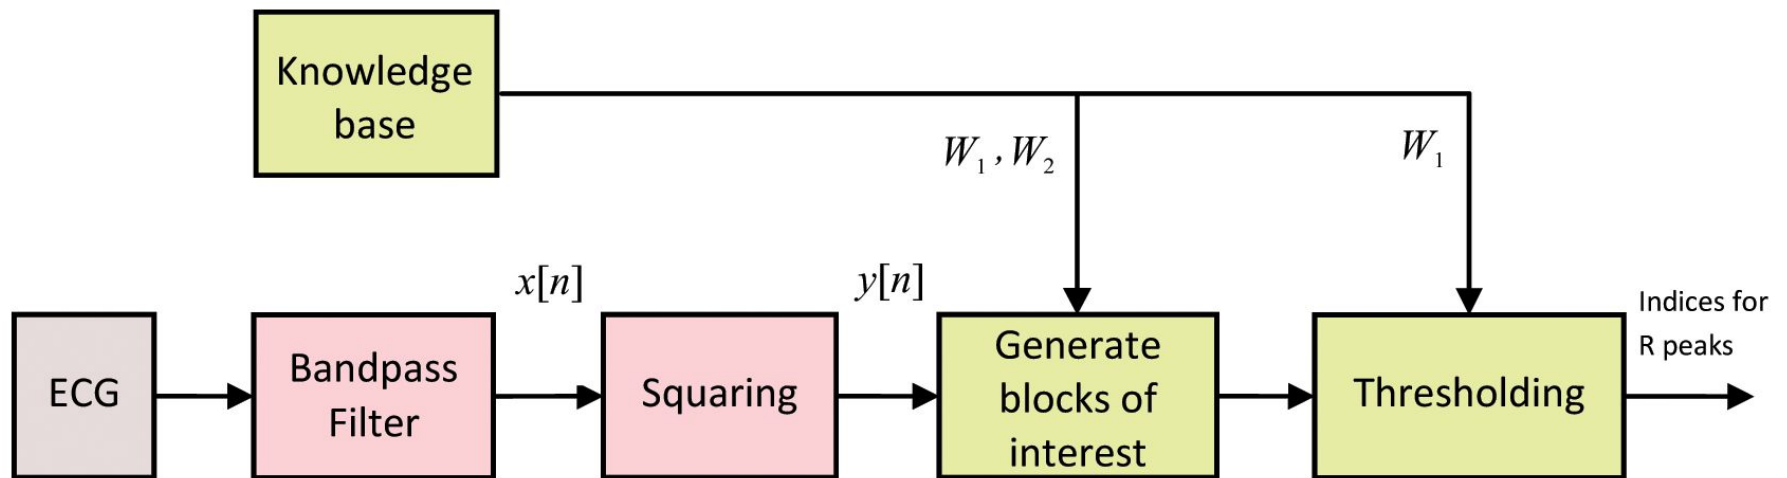 Knowledge
base
W₁ , W₂
W₁
x[n]
y[n]
Indices for
R peaks
ECG
Bandpass
Filter
Squaring
Generate
blocks of
interest
Thresholding